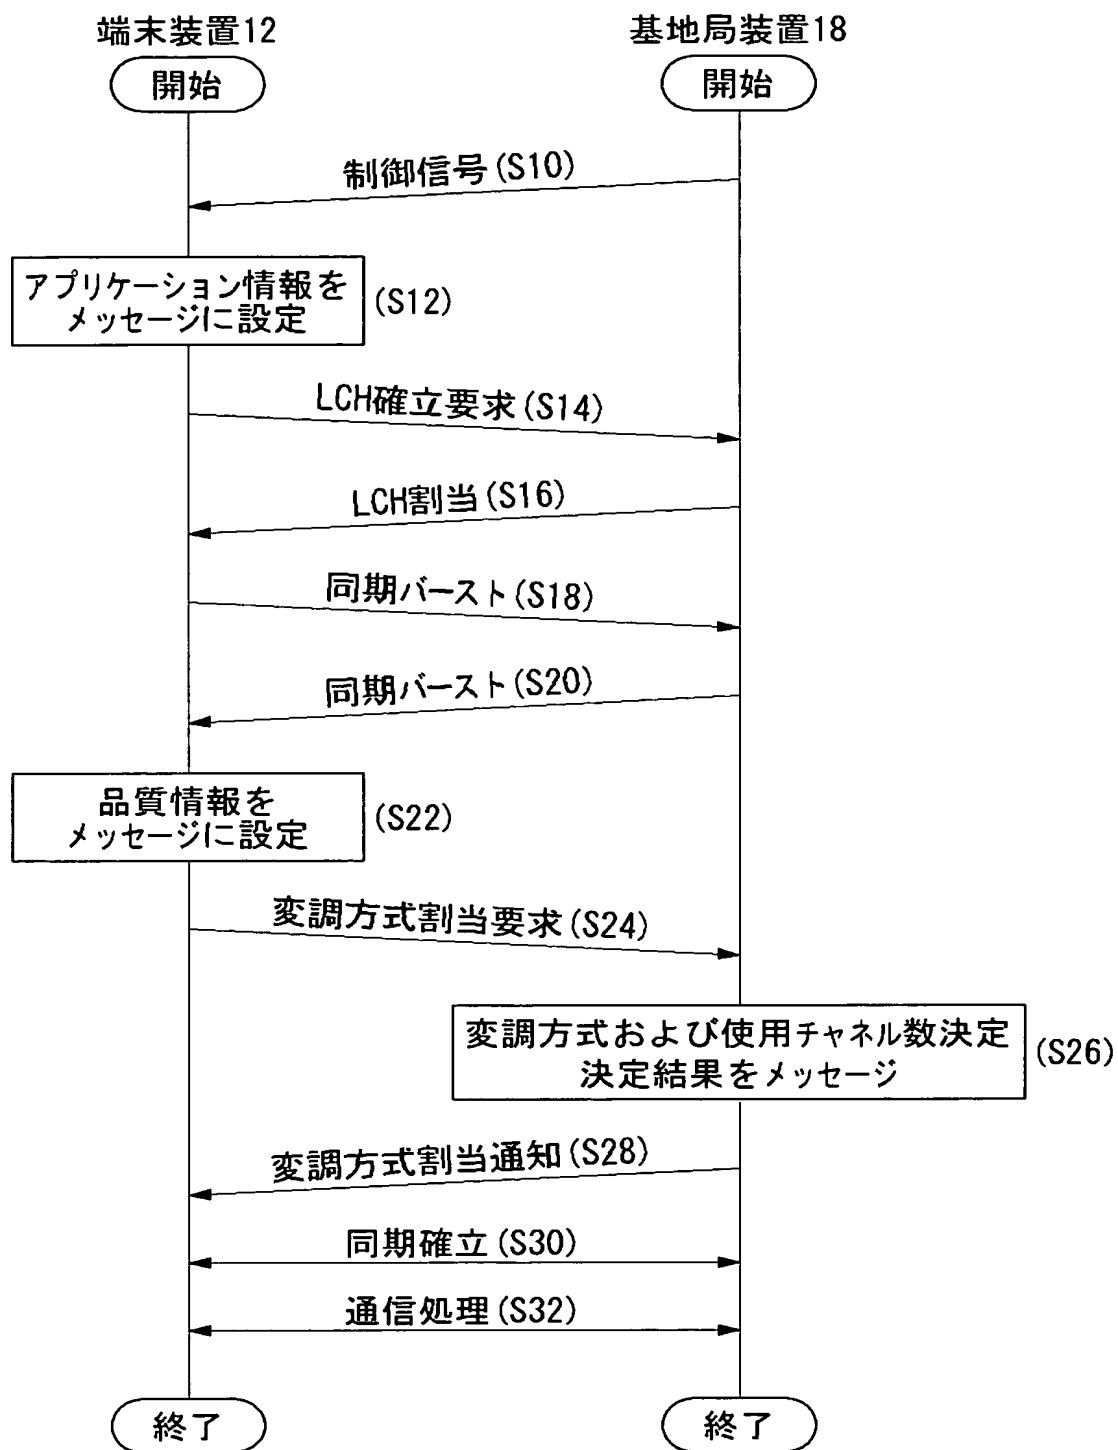 端末装置12
基地局装置18
開始
開始
制御信号(S10)
アプリケーション情報を
メッセージに設定
(S12)
LCH確立要求(S14)
LCH割当(S16)
同期バースト(S18)
同期バースト(S20)
品質情報を
メッセージに設定
(S22)
変調方式割当要求(S24)
変調方式および使用チャネル数決定
決定結果をメッセージ
(S26)
変調方式割当通知(S28)
同期確立(S30)
通信処理(S32)
終了
終了